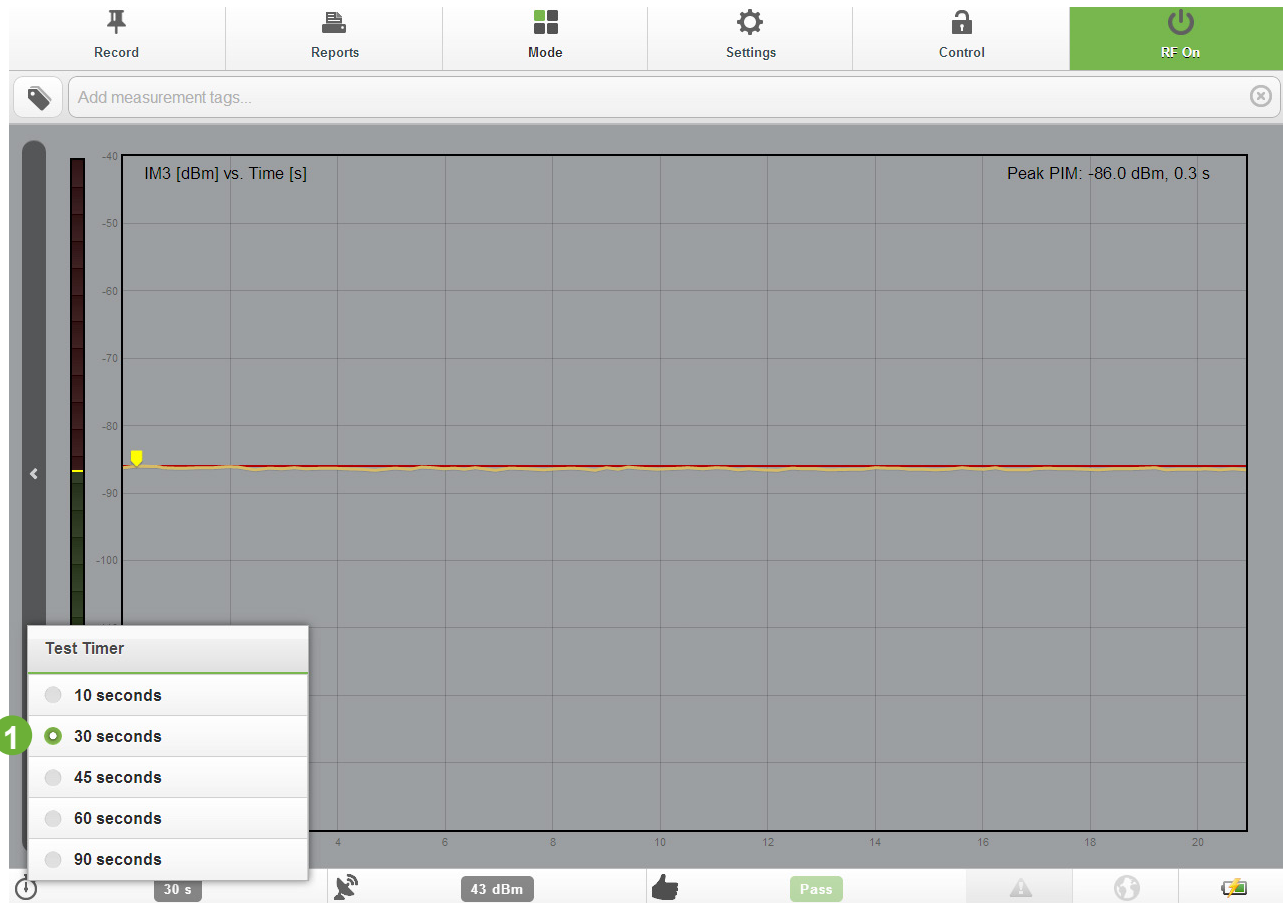 Record Reports Mode Settings Control RF On
Add measurement tags...
IM3 [dBm] vs. Time [s] Peak PIM: -86.0 dBm, 0.3 s
-40
-50
-60
-70
-80
-90
-100
Test Timer
10 seconds
1 30 seconds
45 seconds
60 seconds
90 seconds
4 6 8 10 12 14 16 18 20
30 s 43 dBm Pass